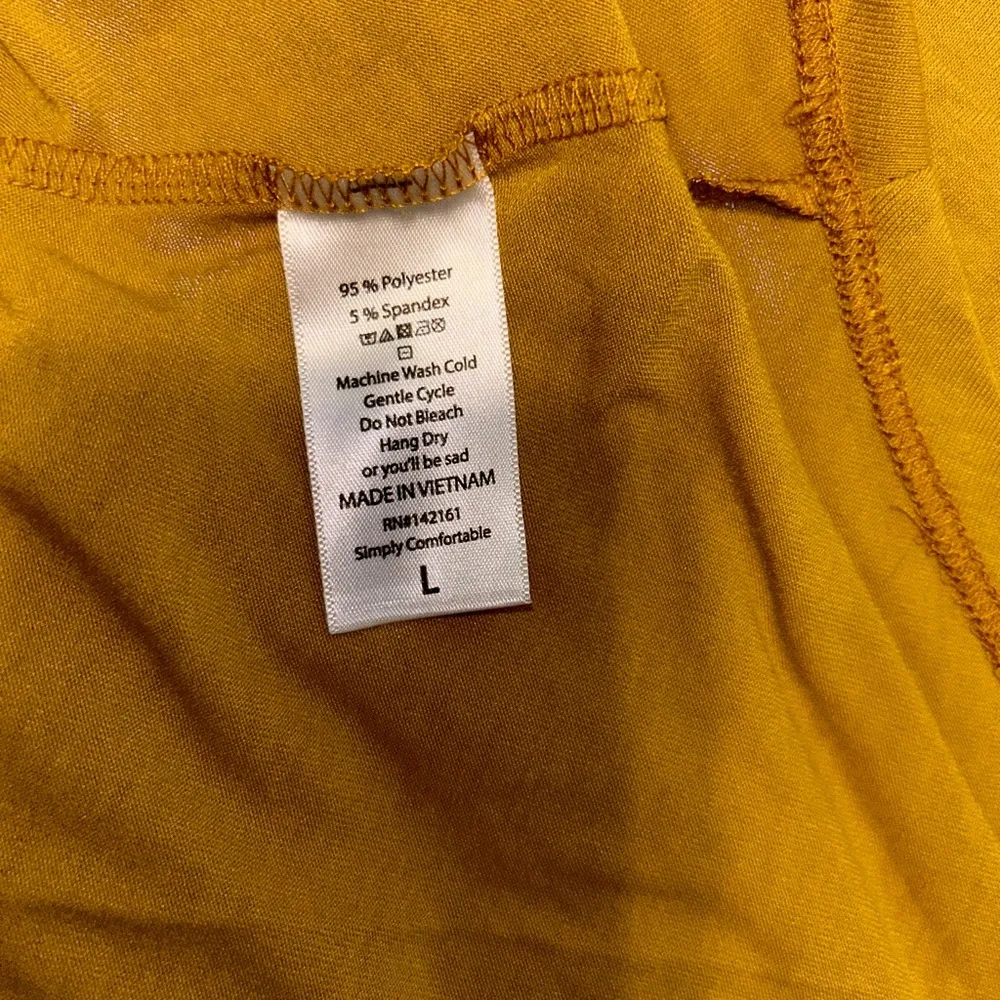 95 % Polyester
5 % Spandex
Machine Wash Cold
Gentle Cycle
Do Not Bleach
Hang Dry
or you'll be sad
MADE IN VIETNAM
RN#142161
Simply Comfortable
L